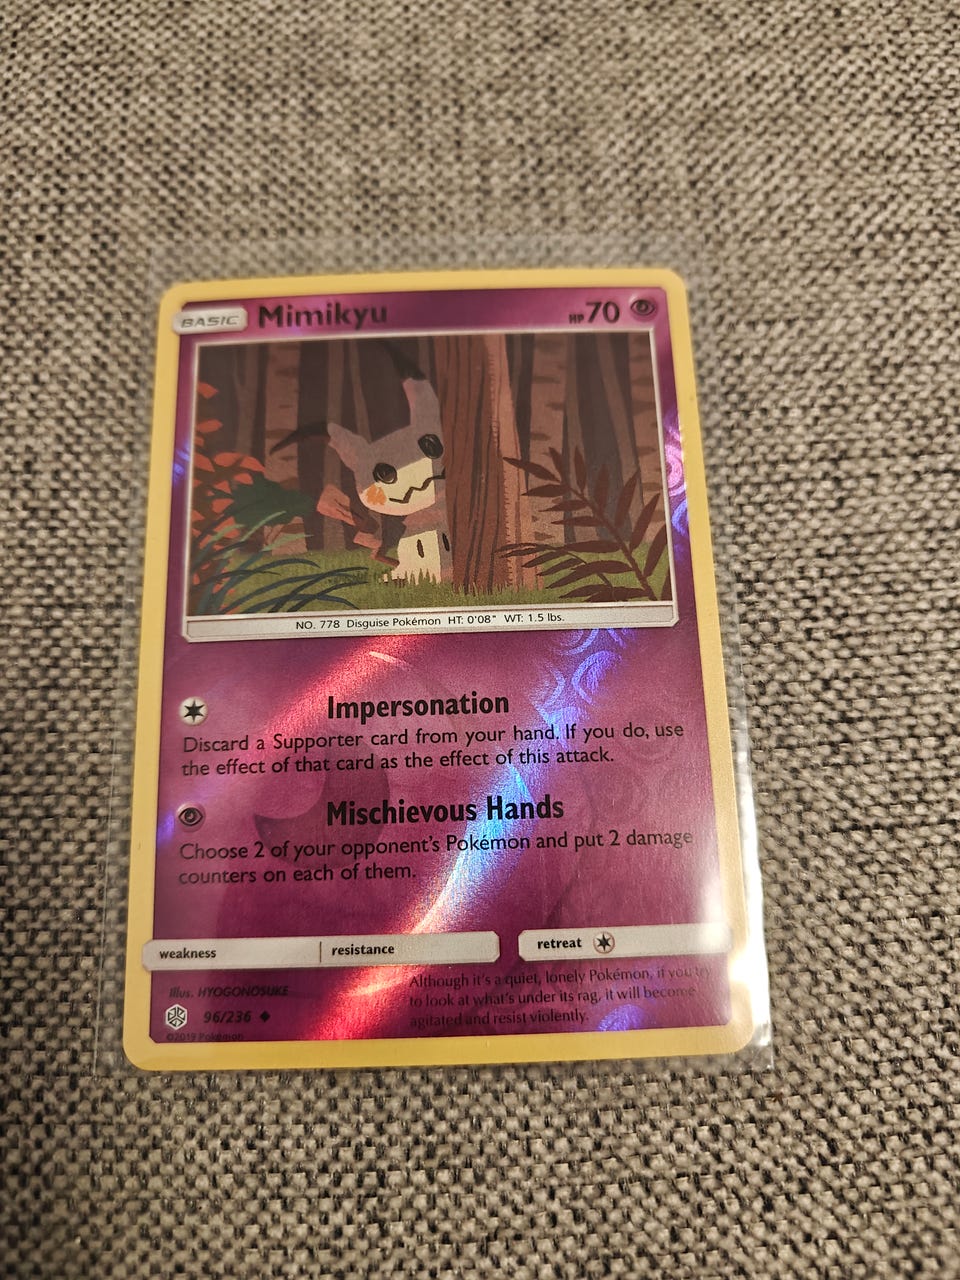 BASIC Mimikyu HP 70
NO. 778 Disguise Pokémon HT: 0'08" WT: 1.5 lbs.
Impersonation
Discard a Supporter card from your hand. If you do, use
the effect of that card as the effect of this attack.
Mischievous Hands
Choose 2 of your opponent's Pokémon and put 2 damage
counters on each of them.
weakness resistance retreat
Illus. HYOGONOSUKE
96/236
©2019 Pokémon
Although it's a quiet, lonely Pokémon, if you try
to look at what's under its rag, it will become
agitated and resist violently.